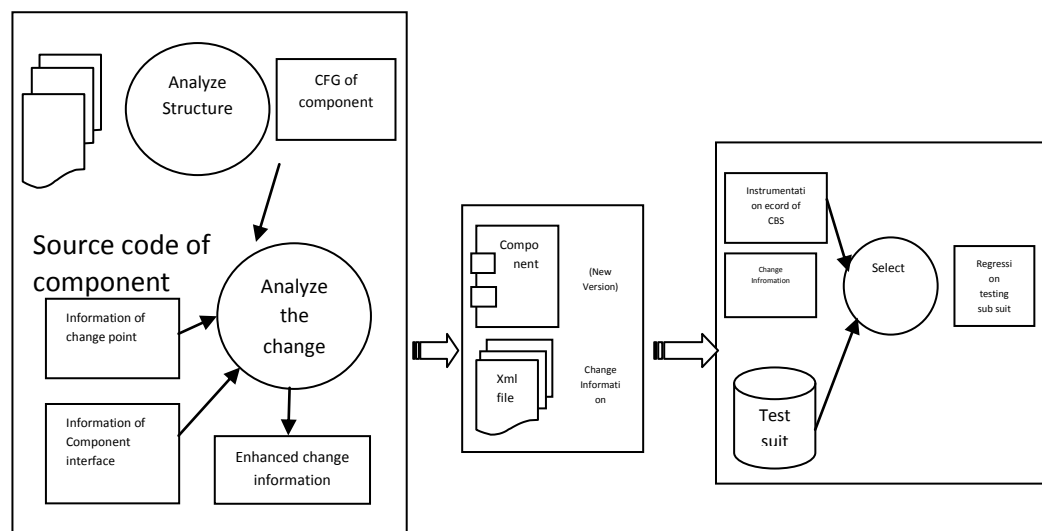 Analyze
Structure
CFG of
component
Source code of
component
Analyze
the
change
Information of
change point
Information of
Component
interface
Enhanced change
information
Compo
nent
(New
Version)
Xml
file
Change
Informati
on
Instrumentati
on ecord of
CBS
Change
Infromation
Select
Regressi
on
testing
sub suit
Test
suit